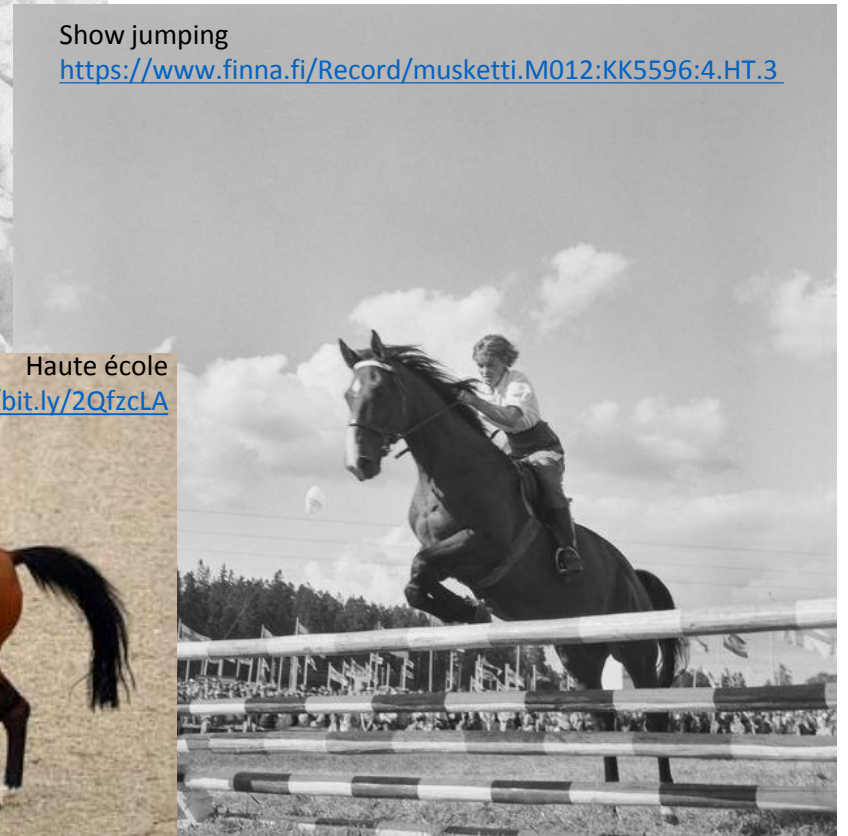 Show jumping
https://www.finna.fi/Record/musketti.M012:KK5596:4.HT.3
Haute école
bit.ly/2QfzcLA